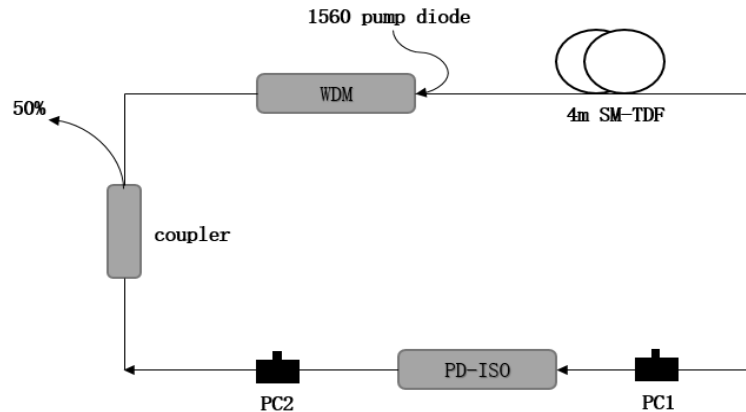 1560 pump diode
WDM
4m SM-TDF
50%
coupler
PD-ISO
PC2
PC1